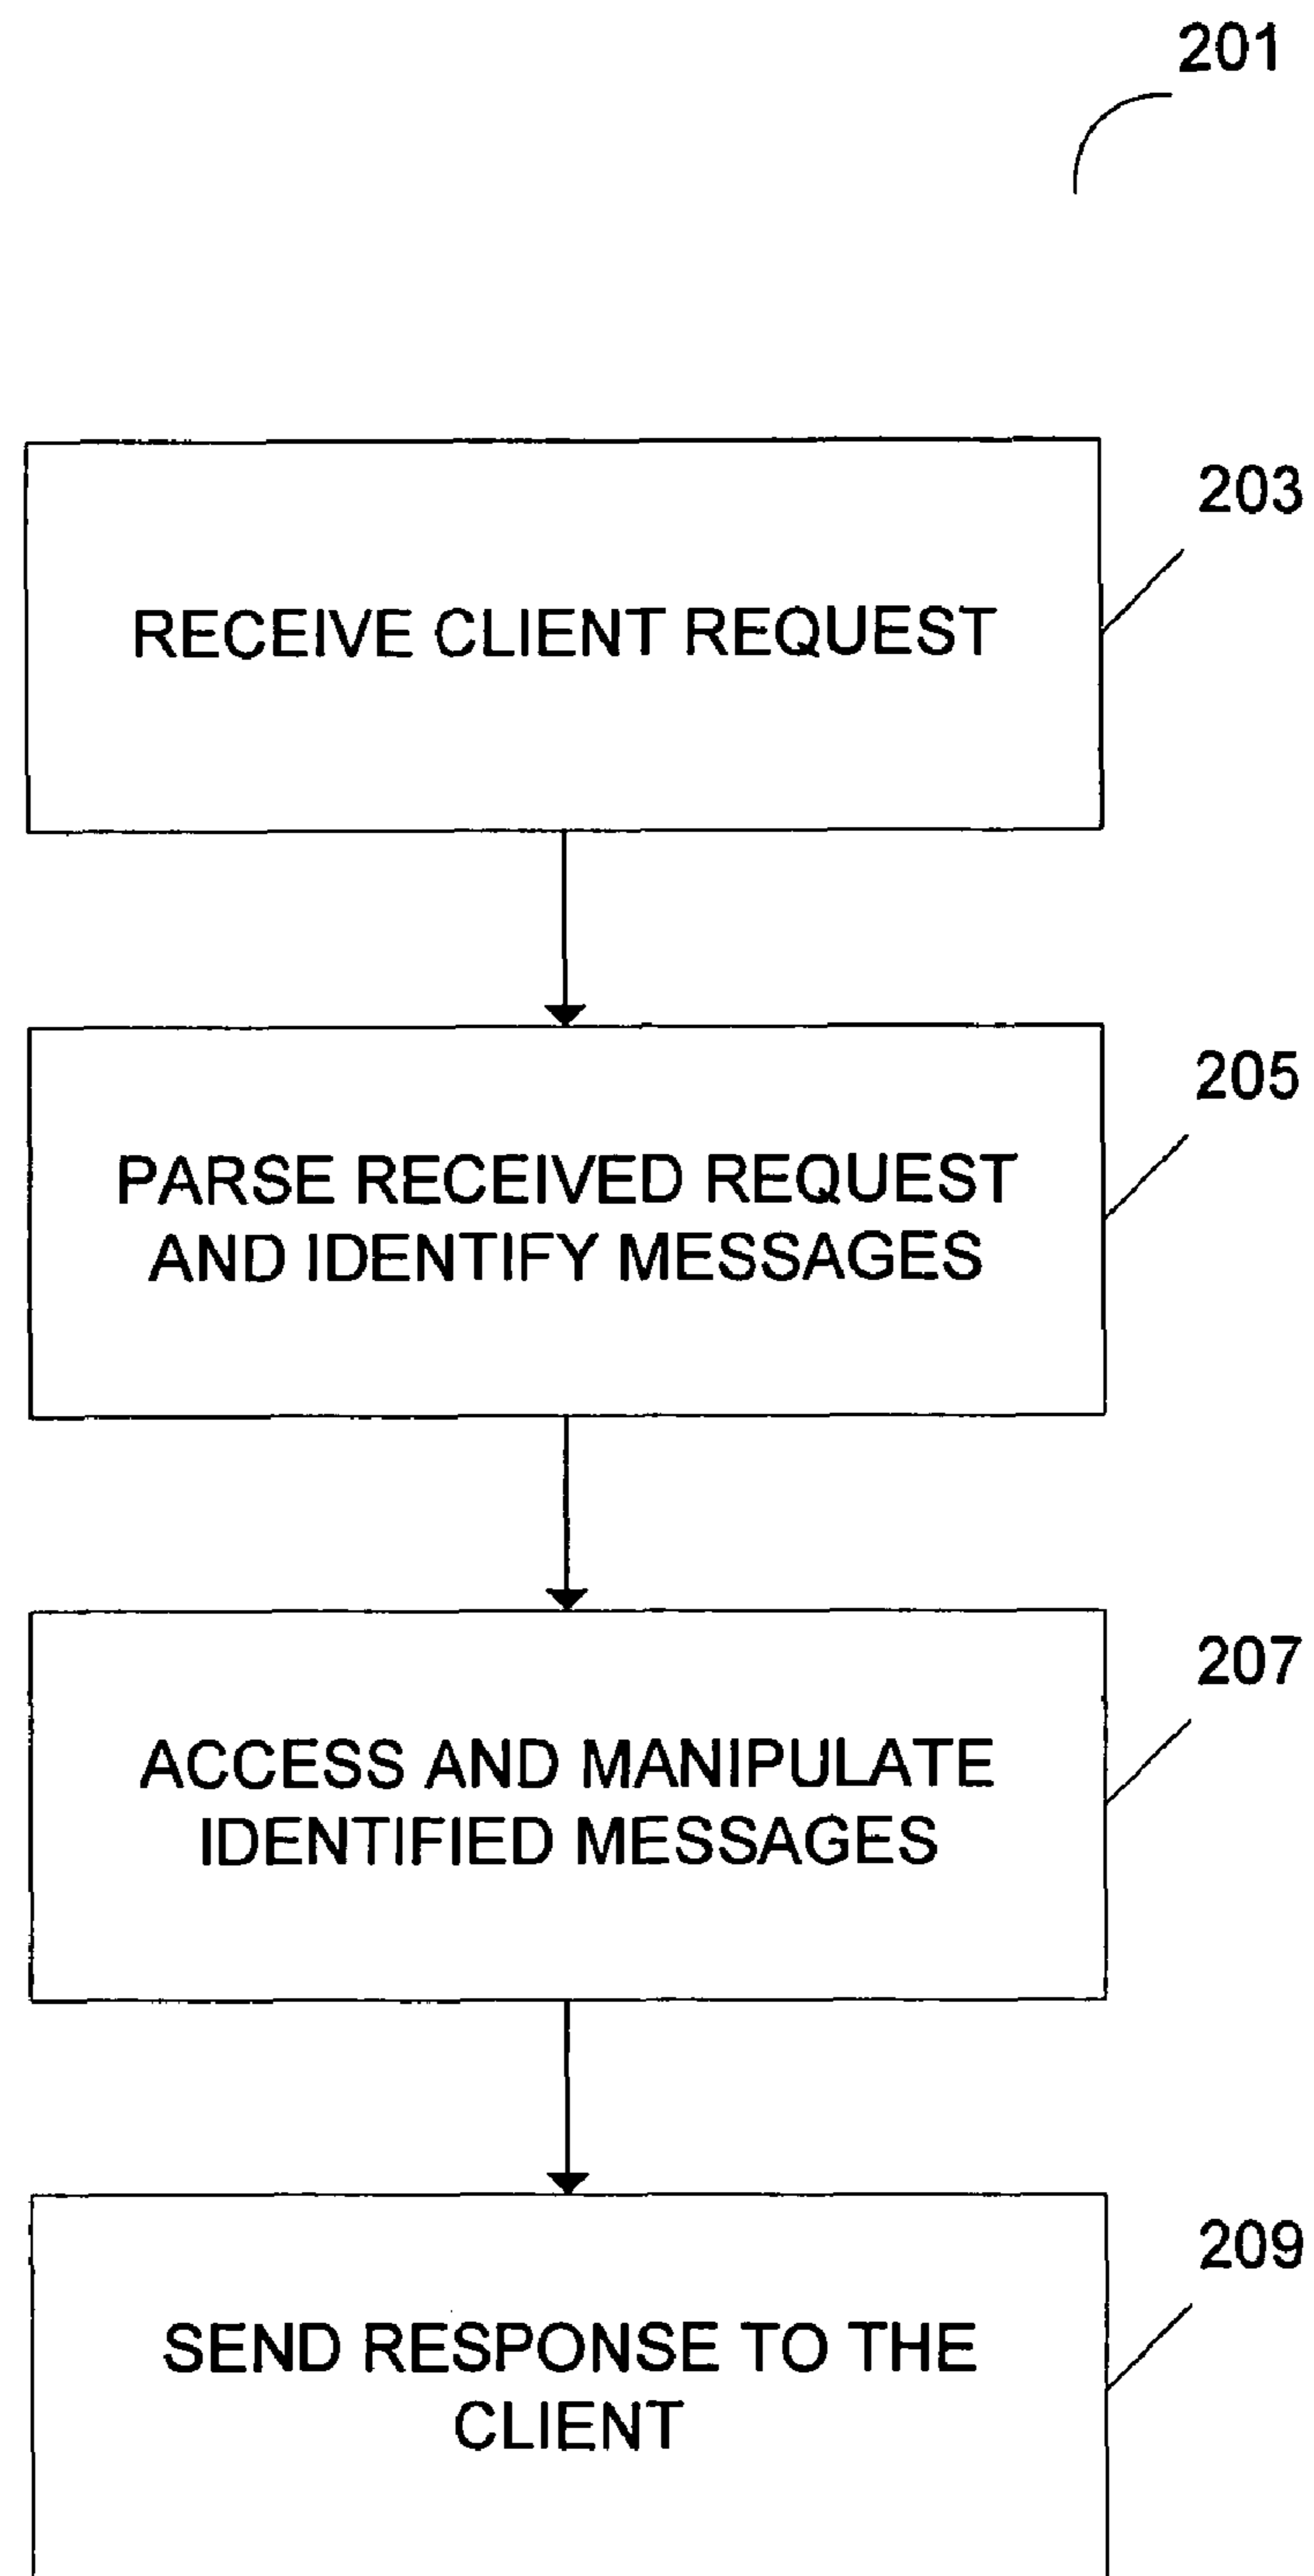 201
203
RECEIVE CLIENT REQUEST
205
PARSE RECEIVED REQUEST
AND IDENTIFY MESSAGES
207
ACCESS AND MANIPULATE
IDENTIFIED MESSAGES
209
SEND RESPONSE TO THE
CLIENT